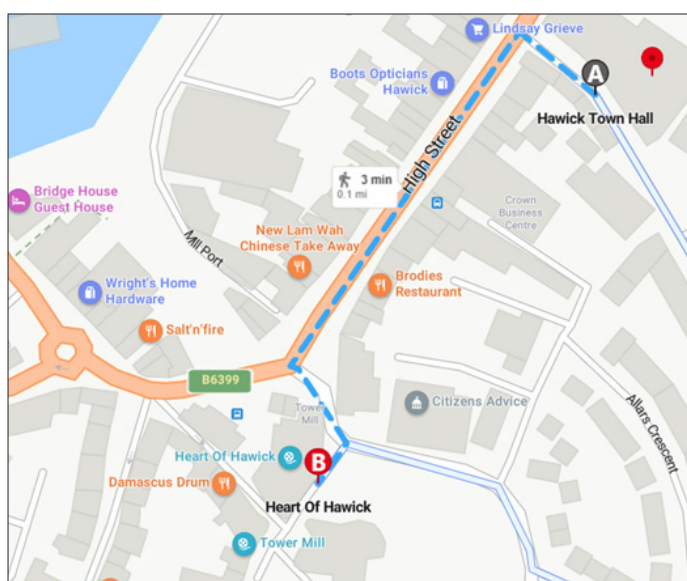 Lindsay Grieve
A
Boots Opticians
Hawick
Hawick Town Hall
High Street
3 min
0.1 mi
Bridge House
Guest House
Crown
Business
Centre
New Lam Wah
Chinese Take Away
Mill Port
Brodies
Restaurant
Wright's Home
Hardware
Salt'n'fire
B6399
Tower
Mill
Citizens Advice
Allars Crescent
Heart Of Hawick
B
Damascus Drum
Heart Of Hawick
Tower Mill